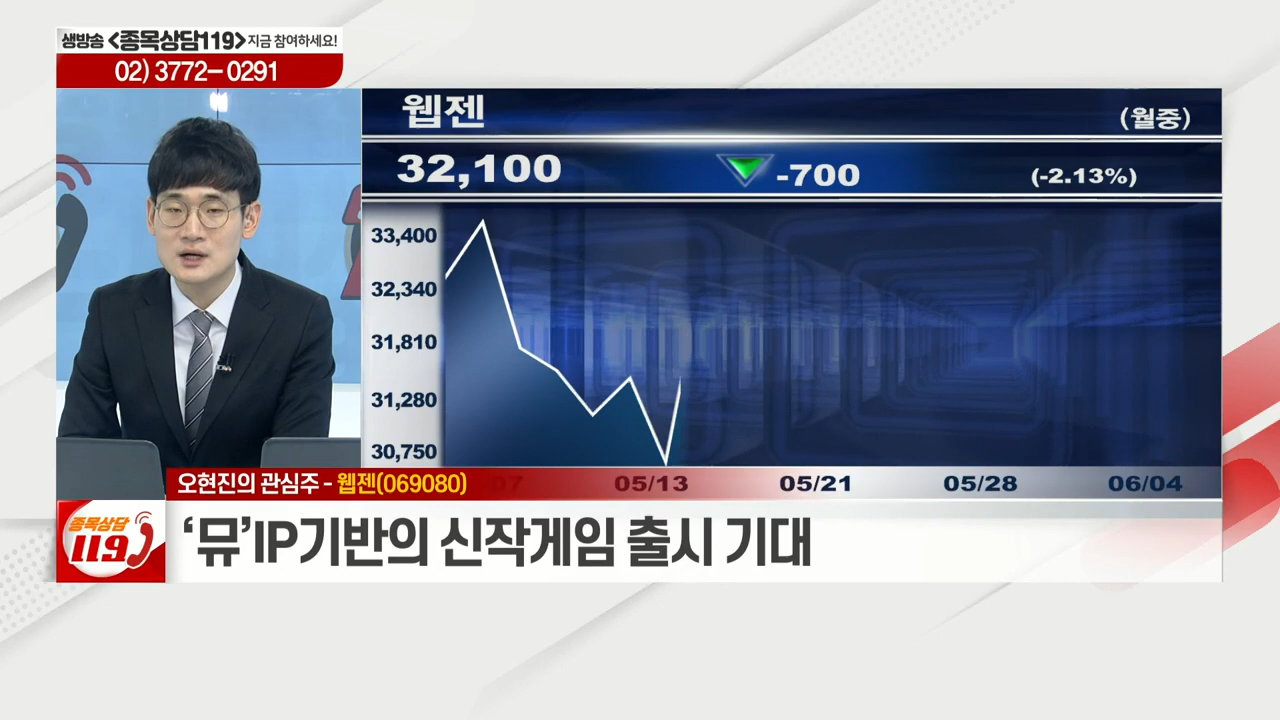 생방송 <종목상담119> 지금 참여하세요!
02) 3772-0291
웹젠
(월중)
32,100
-700
(-2.13%)
33,400
32,340
31,810
31,280
30,750
07
05/13
05/21
05/28
06/04
오현진의 관심주 - 웹젠(069080)
종목상담
119
‘뮤’IP기반의 신작게임 출시 기대